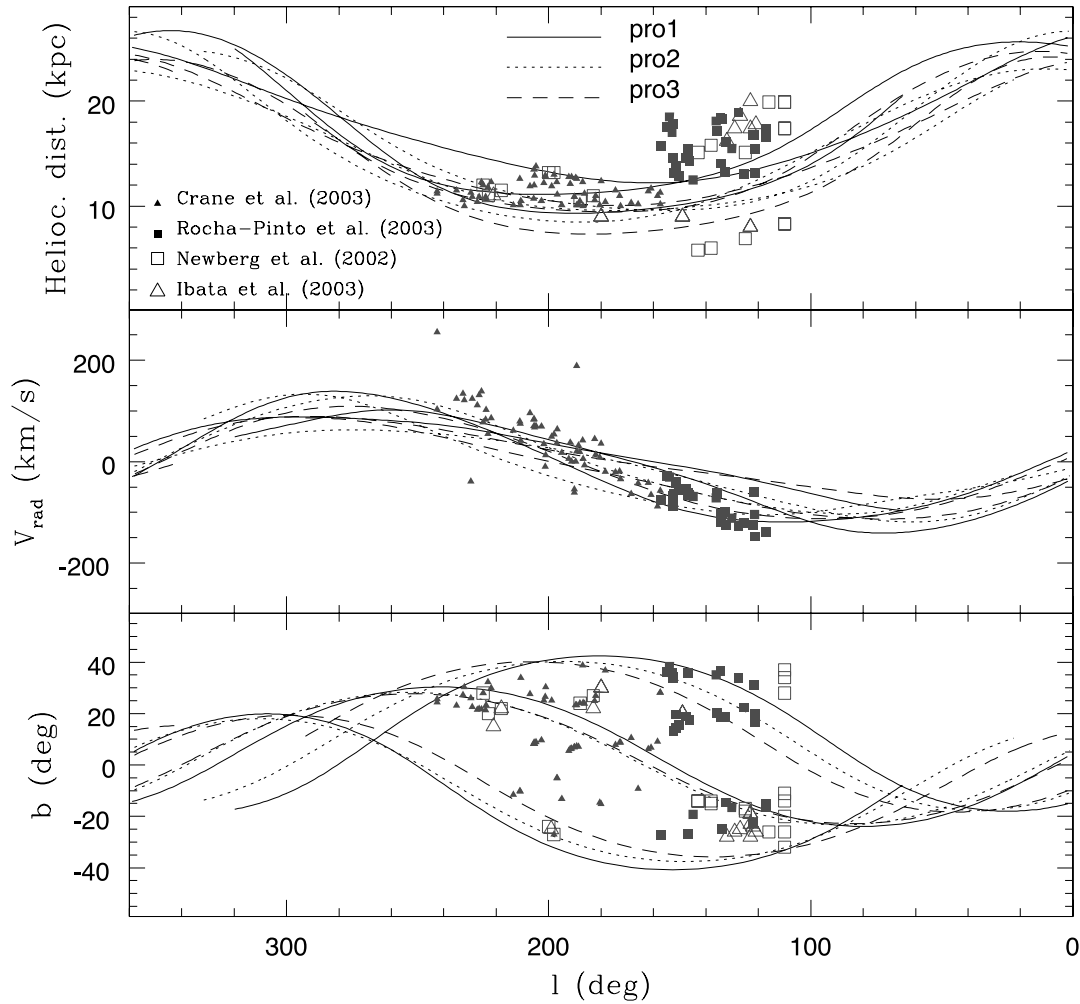 pro1
pro2
pro3
Helioc. dist. (kpc)
20
10
Crane et al. (2003)
Rocha-Pinto et al. (2003)
Newberg et al. (2002)
Ibata et al. (2003)
V_rad (km/s)
200
0
-200
b (deg)
40
20
0
-20
-40
300
200
100
0
l (deg)